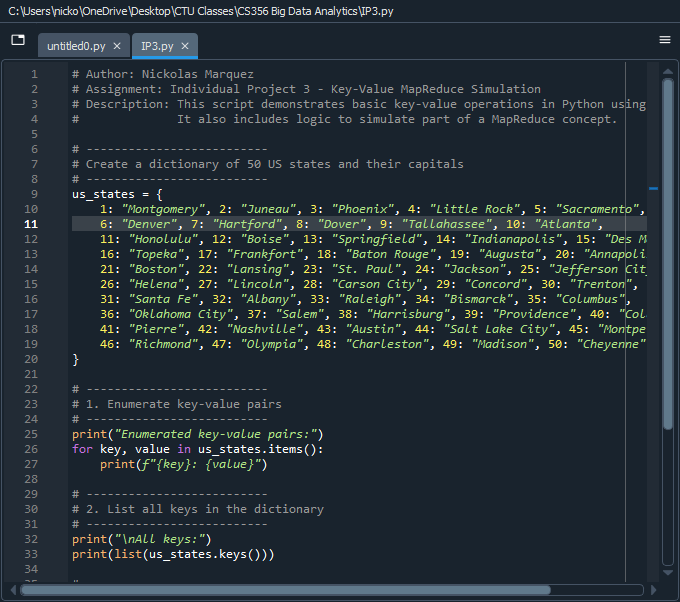 C:\Users\nicko\OneDrive\Desktop\CTU Classes\CS356 Big Data Analytics\IP3.py
untitled0.py × IP3.py ×
1 # Author: Nickolas Marquez
2 # Assignment: Individual Project 3 - Key-Value MapReduce Simulation
3 # Description: This script demonstrates basic key-value operations in Python using
4 # It also includes logic to simulate part of a MapReduce concept.
5
6 # --------------------------
7 # Create a dictionary of 50 US states and their capitals
8 # --------------------------
9 us_states = {
10 1: "Montgomery", 2: "Juneau", 3: "Phoenix", 4: "Little Rock", 5: "Sacramento",
11 6: "Denver", 7: "Hartford", 8: "Dover", 9: "Tallahassee", 10: "Atlanta",
12 11: "Honolulu", 12: "Boise", 13: "Springfield", 14: "Indianapolis", 15: "Des
13 16: "Topeka", 17: "Frankfort", 18: "Baton Rouge", 19: "Augusta", 20: "Annapoli
14 21: "Boston", 22: "Lansing", 23: "St. Paul", 24: "Jackson", 25: "Jefferson Cit
15 26: "Helena", 27: "Lincoln", 28: "Carson City", 29: "Concord", 30: "Trenton",
16 31: "Santa Fe", 32: "Albany", 33: "Raleigh", 34: "Bismarck", 35: "Columbus",
17 36: "Oklahoma City", 37: "Salem", 38: "Harrisburg", 39: "Providence", 40: "Col
18 41: "Pierre", 42: "Nashville", 43: "Austin", 44: "Salt Lake City", 45: "Montpe
19 46: "Richmond", 47: "Olympia", 48: "Charleston", 49: "Madison", 50: "Cheyenne"
20 }
21
22 # --------------------------
23 # 1. Enumerate key-value pairs
24 # --------------------------
25 print("Enumerated key-value pairs:")
26 for key, value in us_states.items():
27 print(f"{key}: {value}")
28
29 # --------------------------
30 # 2. List all keys in the dictionary
31 # --------------------------
32 print("\nAll keys:")
33 print(list(us_states.keys()))
34